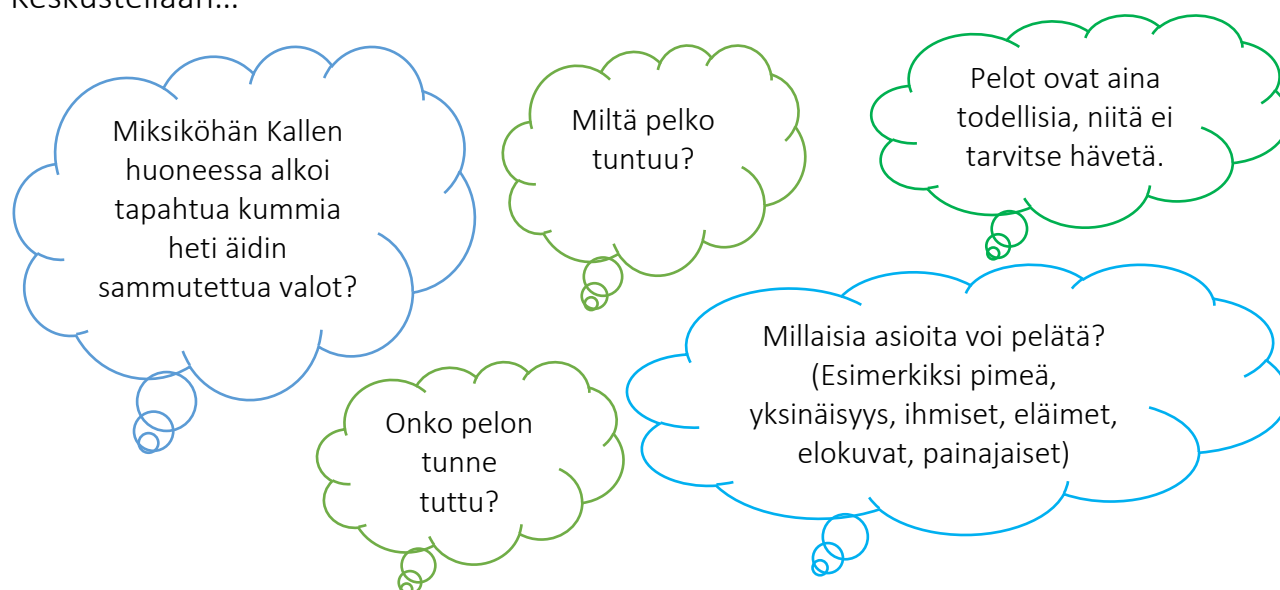 Keskustellaan...
Miksiköhän Kallen
huoneessa alkoi
tapahtua kummia
heti äidin
sammutettua valot?
Miltä pelko
tuntuu?
Pelot ovat aina
todellisia, niitä ei
tarvitse hävetä.
Onko pelon
tunne
tuttu?
Millaisia asioita voi pelätä?
(Esimerkiksi pimeä,
yksinäisyys, ihmiset, eläimet,
elokuvat, painajaiset)